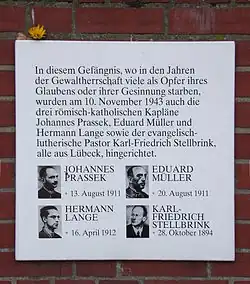 In diesem Gefängnis, wo in den Jahren
der Gewaltherrschaft viele als Opfer ihres
Glaubens oder ihrer Gesinnung starben,
wurden am 10. November 1943 auch die
drei römisch-katholischen Kapläne
Johannes Prassek, Eduard Müller und
Hermann Lange sowie der evangelisch-
lutherische Pastor Karl-Friedrich Stellbrink,
alle aus Lübeck, hingerichtet.
JOHANNES
PRASSEK
* 13. August 1911
EDUARD
MÜLLER
* 20. August 1911
HERMANN
LANGE
* 16. April 1912
KARL-
FRIEDRICH
STELLBRINK
* 28. Oktober 1894